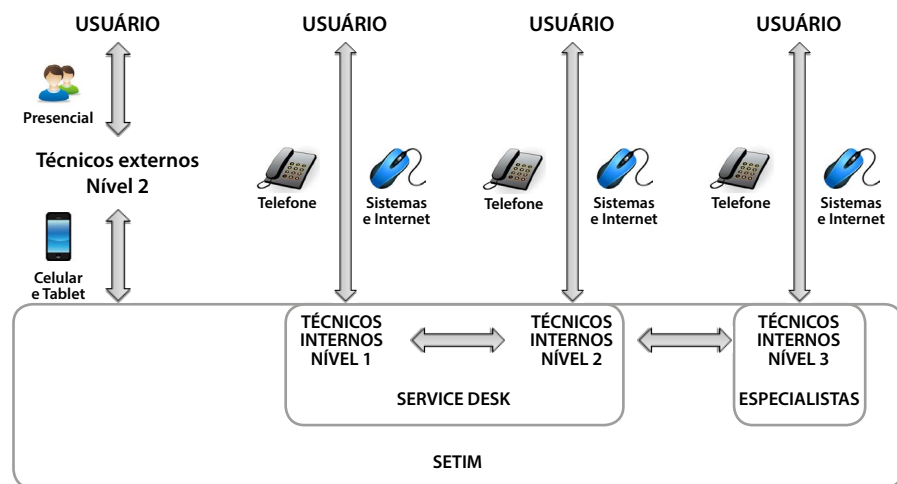 USUÁRIO
USUÁRIO
USUÁRIO
USUÁRIO
Presencial
Técnicos externos
Nível 2
Celular
e Tablet
Telefone
Sistemas
e Internet
Telefone
Sistemas
e Internet
Telefone
Sistemas
e Internet
TÉCNICOS
INTERNOS
NÍVEL 1
TÉCNICOS
INTERNOS
NÍVEL 2
TÉCNICOS
INTERNOS
NÍVEL 3
SERVICE DESK
ESPECIALISTAS
SETIM